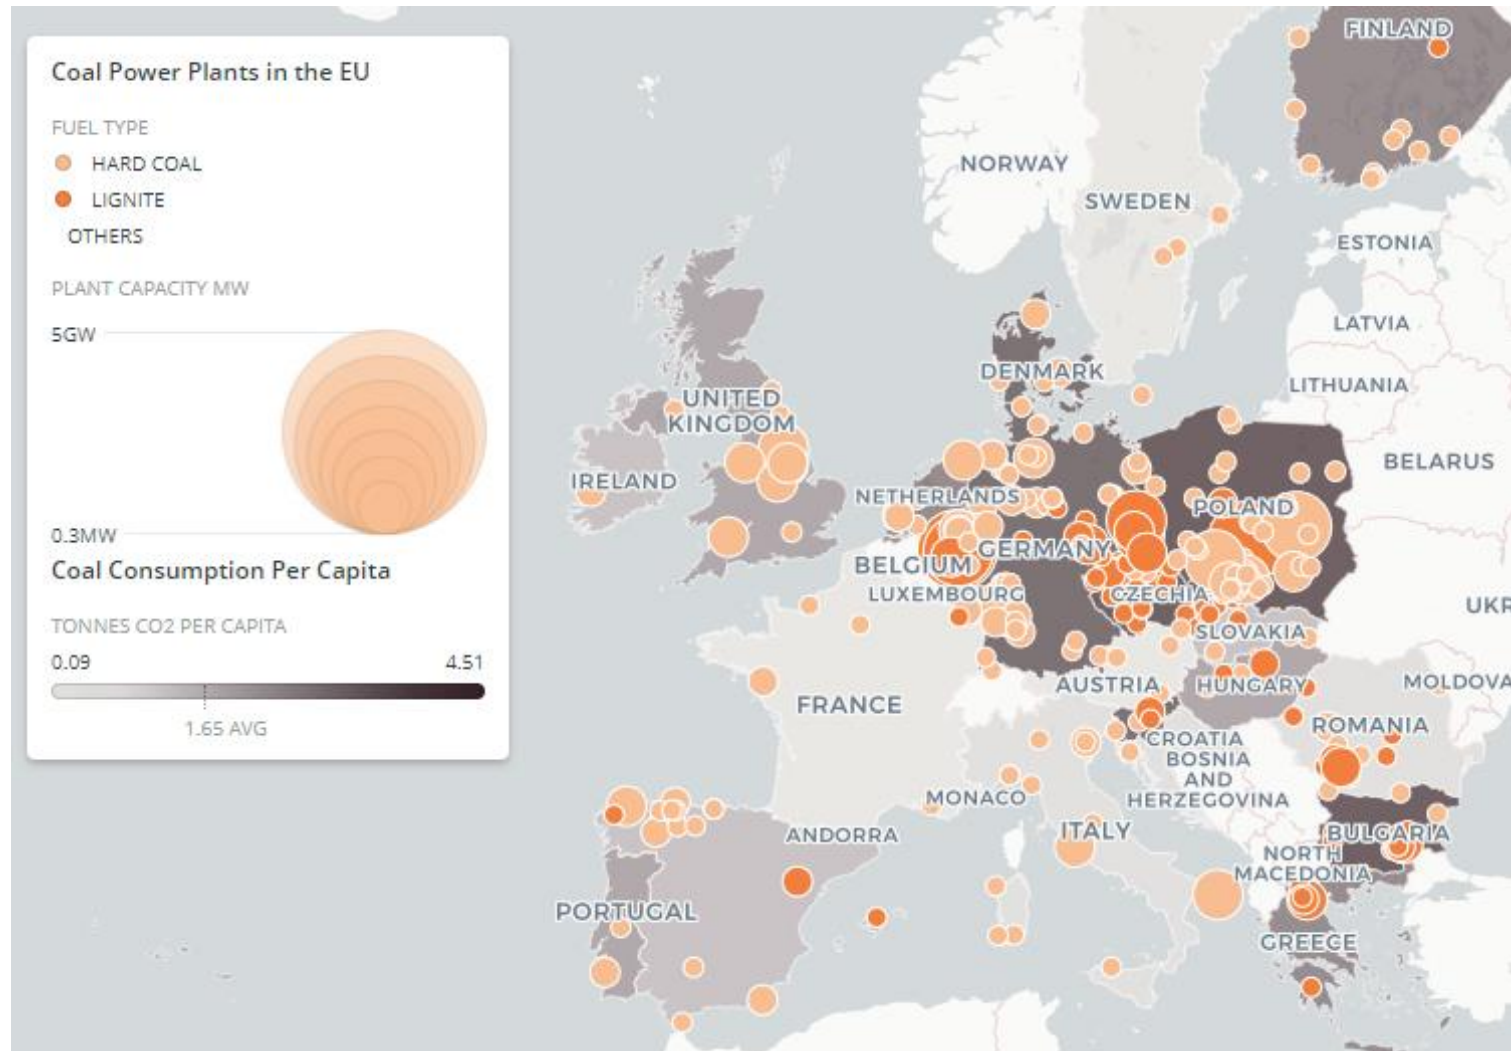 Coal Power Plants in the EU
FUEL TYPE
HARD COAL
LIGNITE
OTHERS
PLANT CAPACITY MW
5GW
0.3MW
Coal Consumption Per Capita
TONNES CO2 PER CAPITA
0.09 4.51
1.65 AVG
FINLAND
NORWAY
SWEDEN
ESTONIA
LATVIA
DENMARK
LITHUANIA
UNITED
KINGDOM
BELARUS
IRELAND
NETHERLANDS
POLAND
GERMANY
BELGIUM
LUXEMBOURG
CZECHIA
UKR
SLOVAKIA
AUSTRIA
HUNGARY
MOLDOVA
FRANCE
ROMANIA
CROATIA
BOSNIA
AND
HERZEGOVINA
MONACO
ANDORRA
ITALY
BULGARIA
NORTH
MACEDONIA
PORTUGAL
GREECE